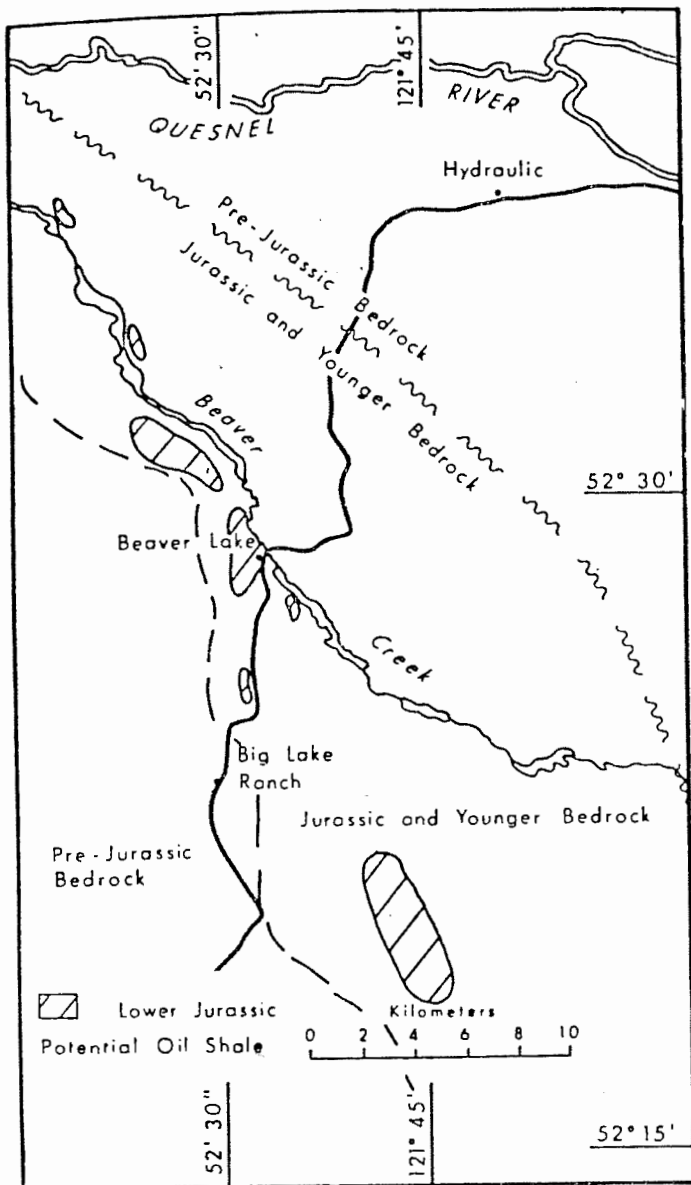 52' 30"
121° 45'
QUESNEL
RIVER
Hydraulic
Pre-Jurassic Bedrock
Jurassic and Younger Bedrock
Beaver
52° 30'
Beaver Lake
Creek
Big Lake
Ranch
Jurassic and Younger Bedrock
Pre-Jurassic
Bedrock
Lower Jurassic
Potential Oil Shale
Kilometers
0 2 4 6 8 10
52' 30"
121° 45'
52° 15'